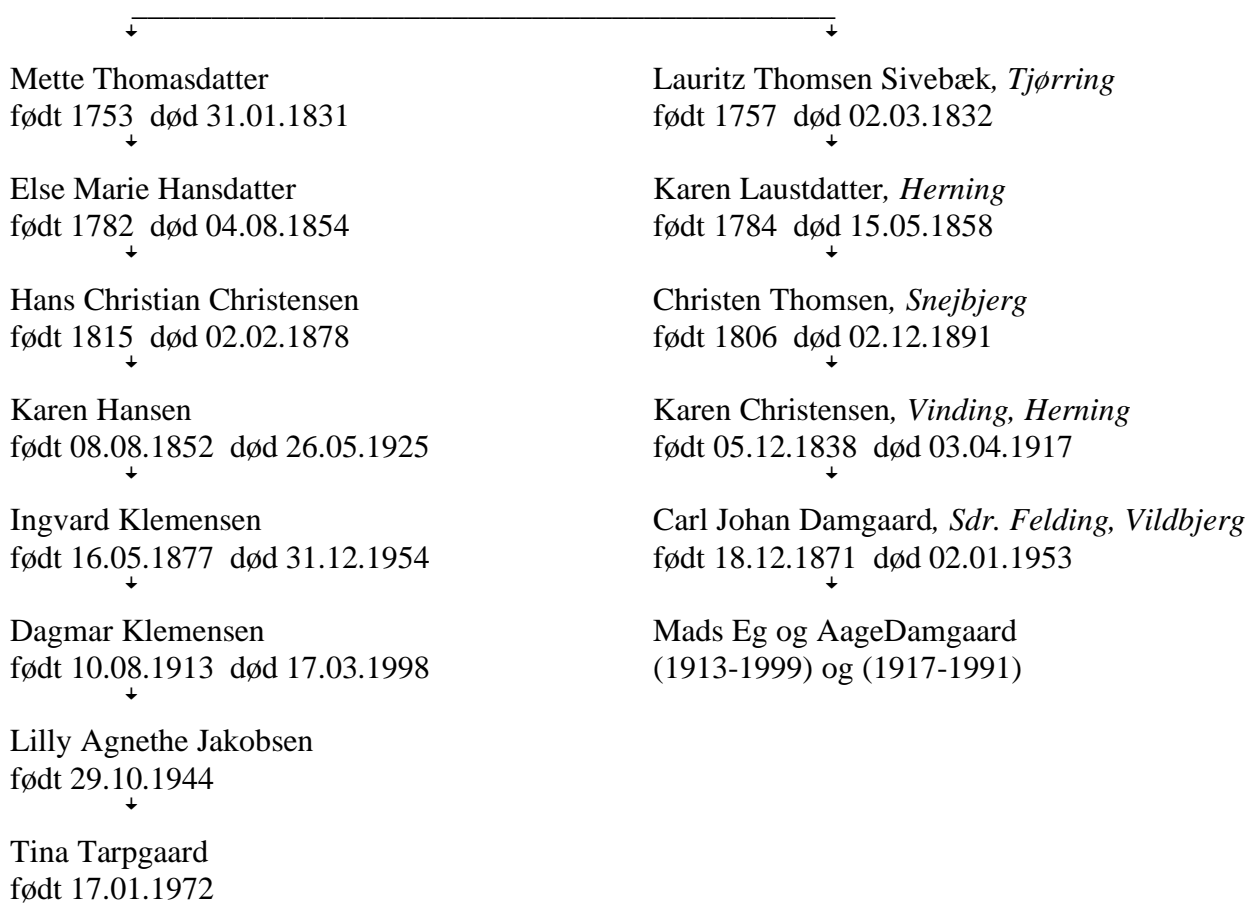 Mette Thomasdatter
født 1753 død 31.01.1831
Else Marie Hansdatter
født 1782 død 04.08.1854
Hans Christian Christensen
født 1815 død 02.02.1878
Karen Hansen
født 08.08.1852 død 26.05.1925
Ingvard Klemensen
født 16.05.1877 død 31.12.1954
Dagmar Klemensen
født 10.08.1913 død 17.03.1998
Lilly Agnethe Jakobsen
født 29.10.1944
Tina Tarpgaard
født 17.01.1972
Lauritz Thomsen Sivebæk, Tjørring
født 1757 død 02.03.1832
Karen Laustdatter, Herning
født 1784 død 15.05.1858
Christen Thomsen, Snejbjerg
født 1806 død 02.12.1891
Karen Christensen, Vinding, Herning
født 05.12.1838 død 03.04.1917
Carl Johan Damgaard, Sdr. Felding, Vildbjerg
født 18.12.1871 død 02.01.1953
Mads Eg og AageDamgaard
(1913-1999) og (1917-1991)